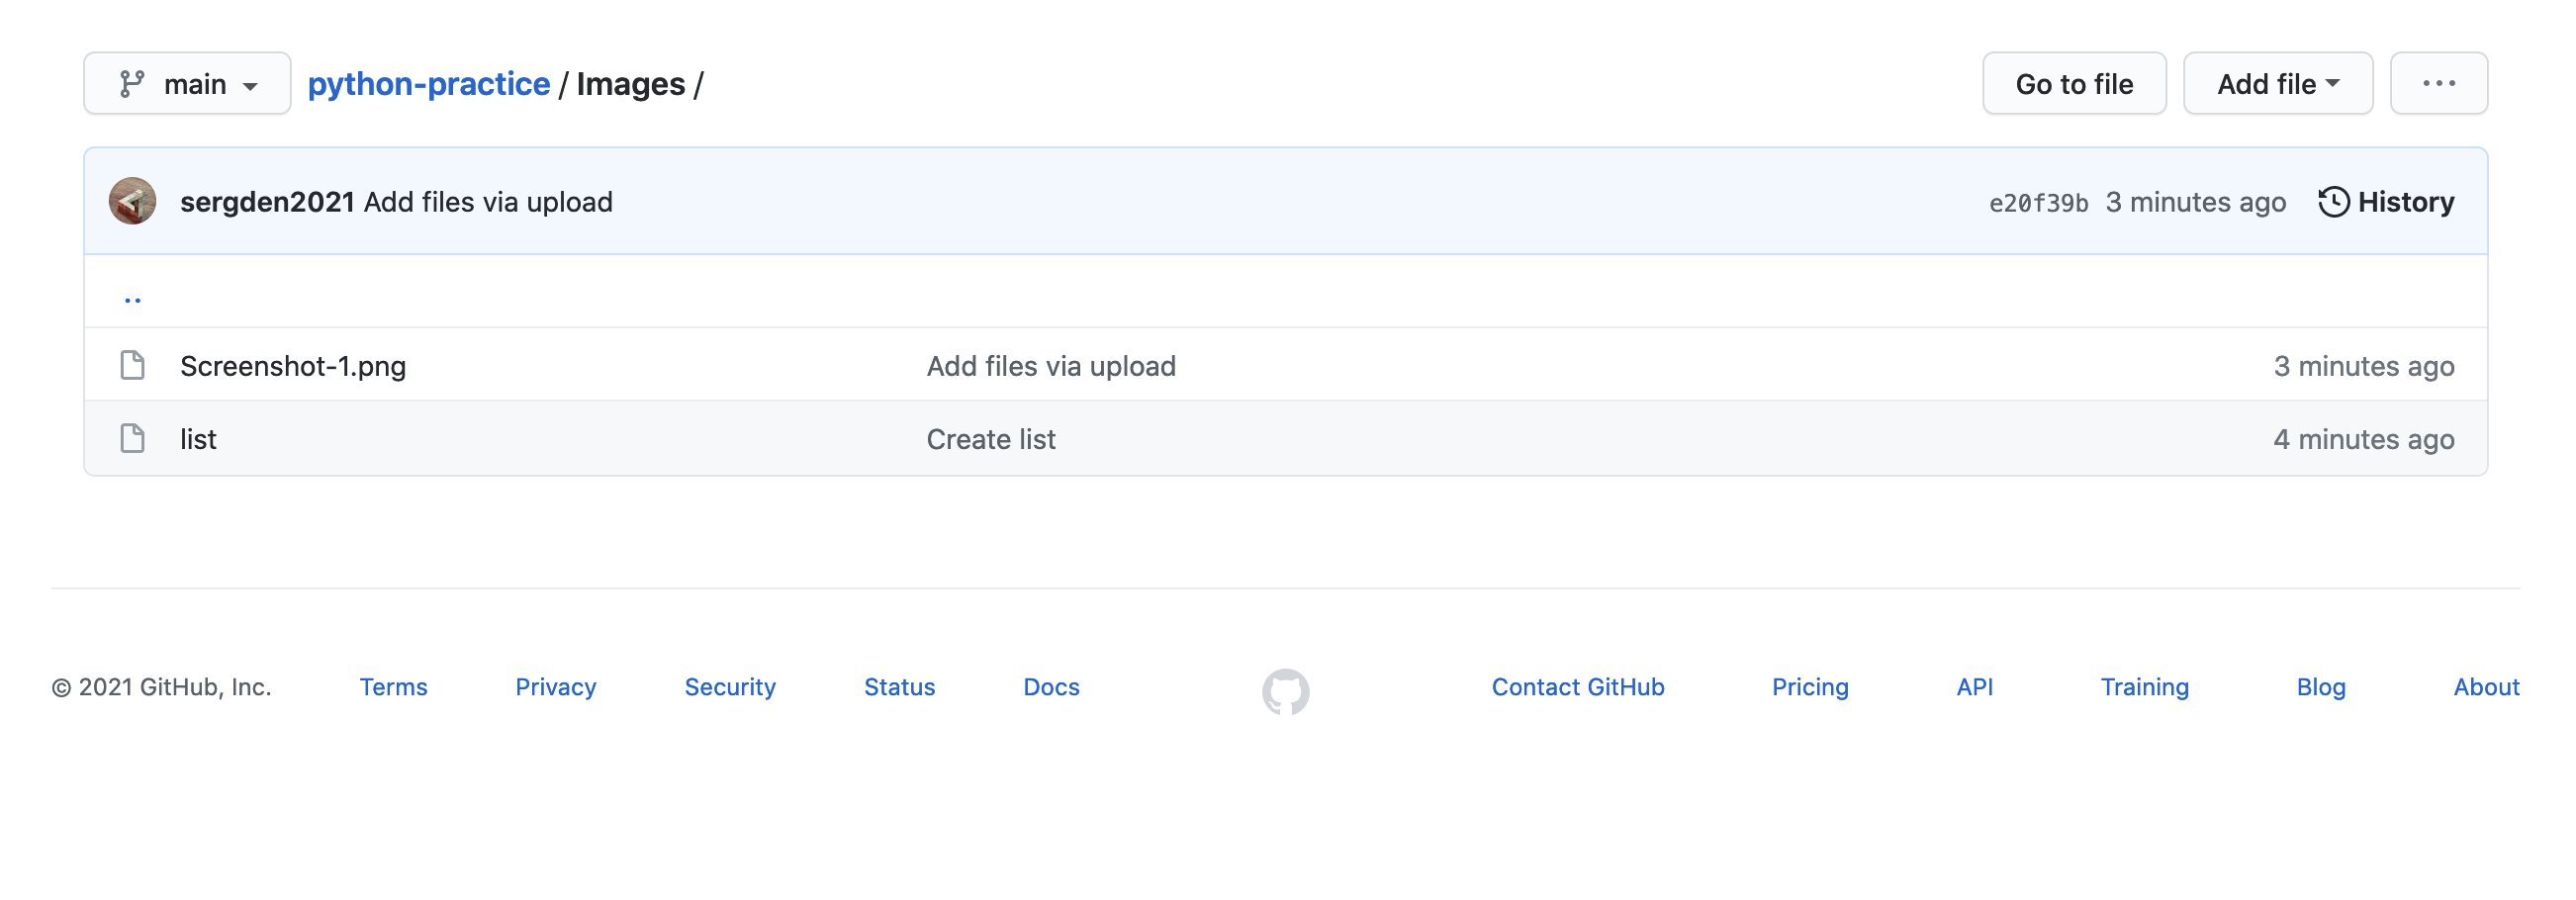 main python-practice / Images / Go to file Add file ...
sergden2021 Add files via upload e20f39b 3 minutes ago History
..
Screenshot-1.png Add files via upload 3 minutes ago
list Create list 4 minutes ago
© 2021 GitHub, Inc. Terms Privacy Security Status Docs Contact GitHub Pricing API Training Blog About